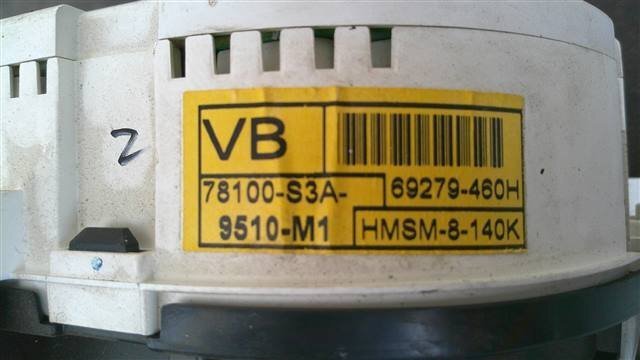 VB
78100-S3A-
9510-M1
69279-460H
HMSM-8-140K
2